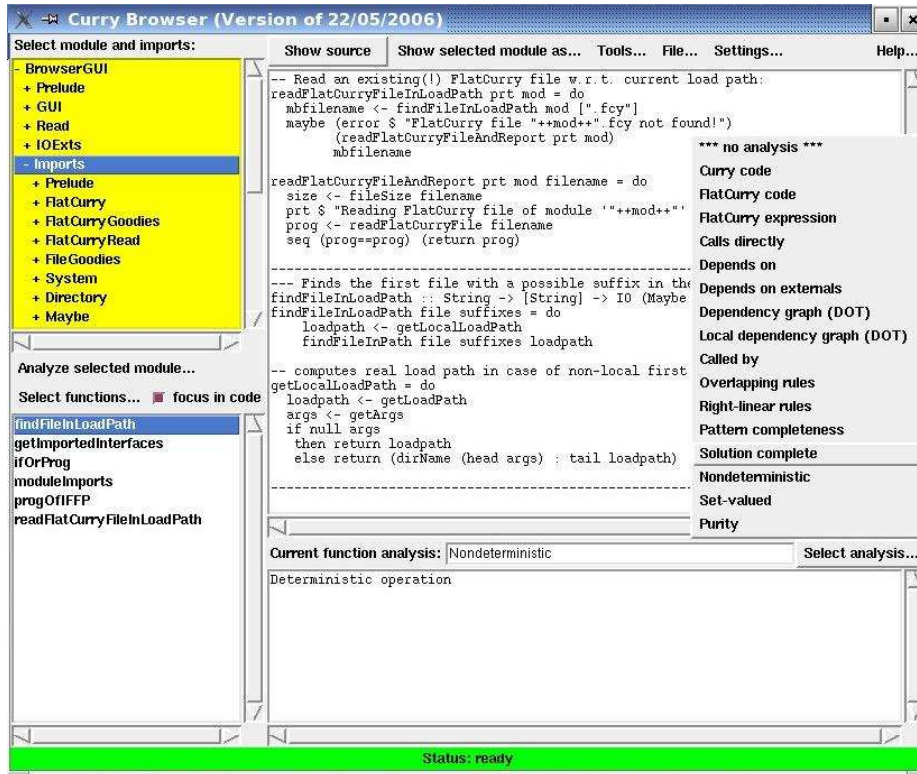 Curry Browser (Version of 22/05/2006)
Select module and imports:
- BrowserGUI
+ Prelude
+ GUI
+ Read
+ IOExts
- Imports
+ Prelude
+ FlatCurry
+ FlatCurryGoodies
+ FlatCurryRead
+ FileGoodies
+ System
+ Directory
+ Maybe
Analyze selected module...
Select functions... focus in code
findFileInLoadPath
getImportedInterfaces
ifOrProg
moduleImports
progOfIFFP
readFlatCurryFileInLoadPath
Show source Show selected module as... Tools... File... Settings... Help...
-- Read an existing(!) FlatCurry file w.r.t. current load path:
readFlatCurryFileInLoadPath prt mod = do
mbfilename <- findFileInLoadPath mod [".fcy"]
maybe (error $ "FlatCurry file "++mod++".fcy not found!")
(readFlatCurryFileAndReport prt mod)
mbfilename
readFlatCurryFileAndReport prt mod filename = do
size <- fileSize filename
prt $ "Reading FlatCurry file of module '"++mod++"'
prog <- readFlatCurryFile filename
seq (prog==prog) (return prog)
--- Finds the first file with a possible suffix in the
findFileInLoadPath :: String -> [String] -> IO (Maybe
findFileInLoadPath file suffixes = do
loadpath <- getLocalLoadPath
findFileInPath file suffixes loadpath
-- computes real load path in case of non-local first
getLocalLoadPath = do
loadpath <- getLoadPath
args <- getArgs
if null args
then return loadpath
else return (dirName (head args) : tail loadpath)
*** no analysis ***
Curry code
FlatCurry code
FlatCurry expression
Calls directly
Depends on
Depends on externals
Dependency graph (DOT)
Local dependency graph (DOT)
Called by
Overlapping rules
Right-linear rules
Pattern completeness
Solution complete
Nondeterministic
Set-valued
Purity
Current function analysis: Nondeterministic Select analysis...
Deterministic operation
Status: ready